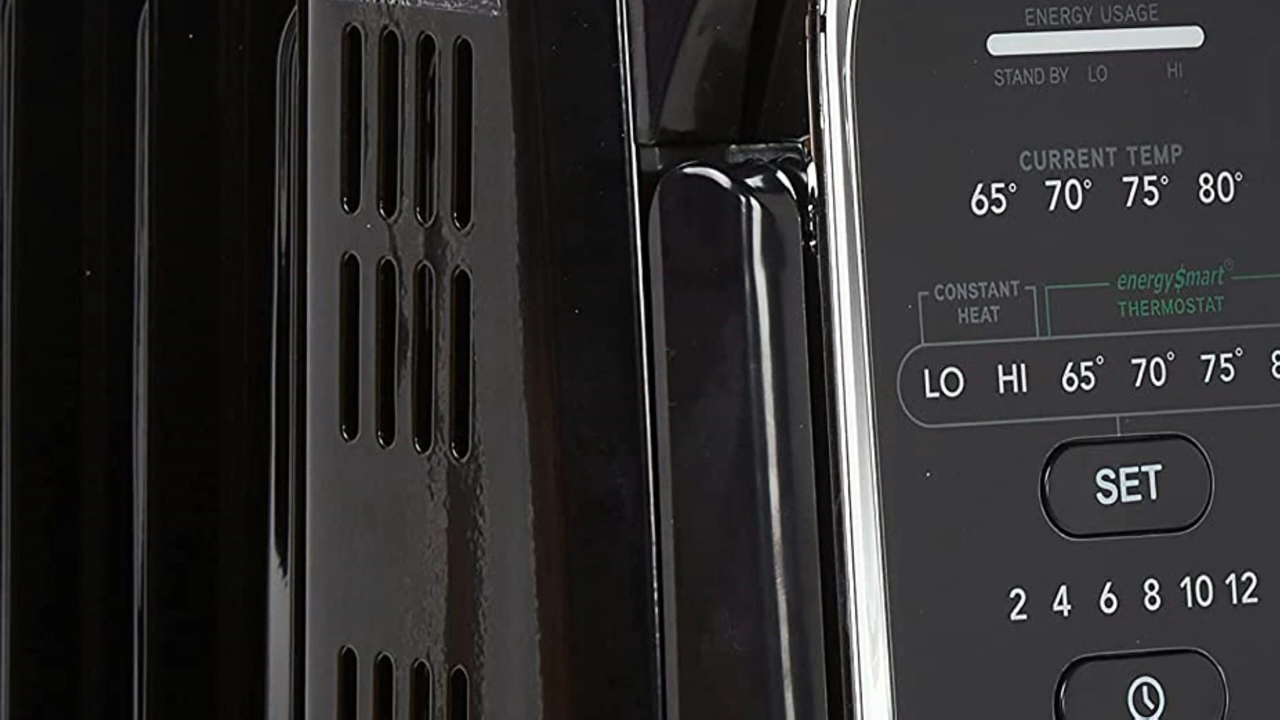 ENERGY USAGE
STAND BY LO HI
CURRENT TEMP
65° 70° 75° 80°
energy$mart®
THERMOSTAT
CONSTANT
HEAT
LO HI 65° 70° 75° 8
SET
2 4 6 8 10 12